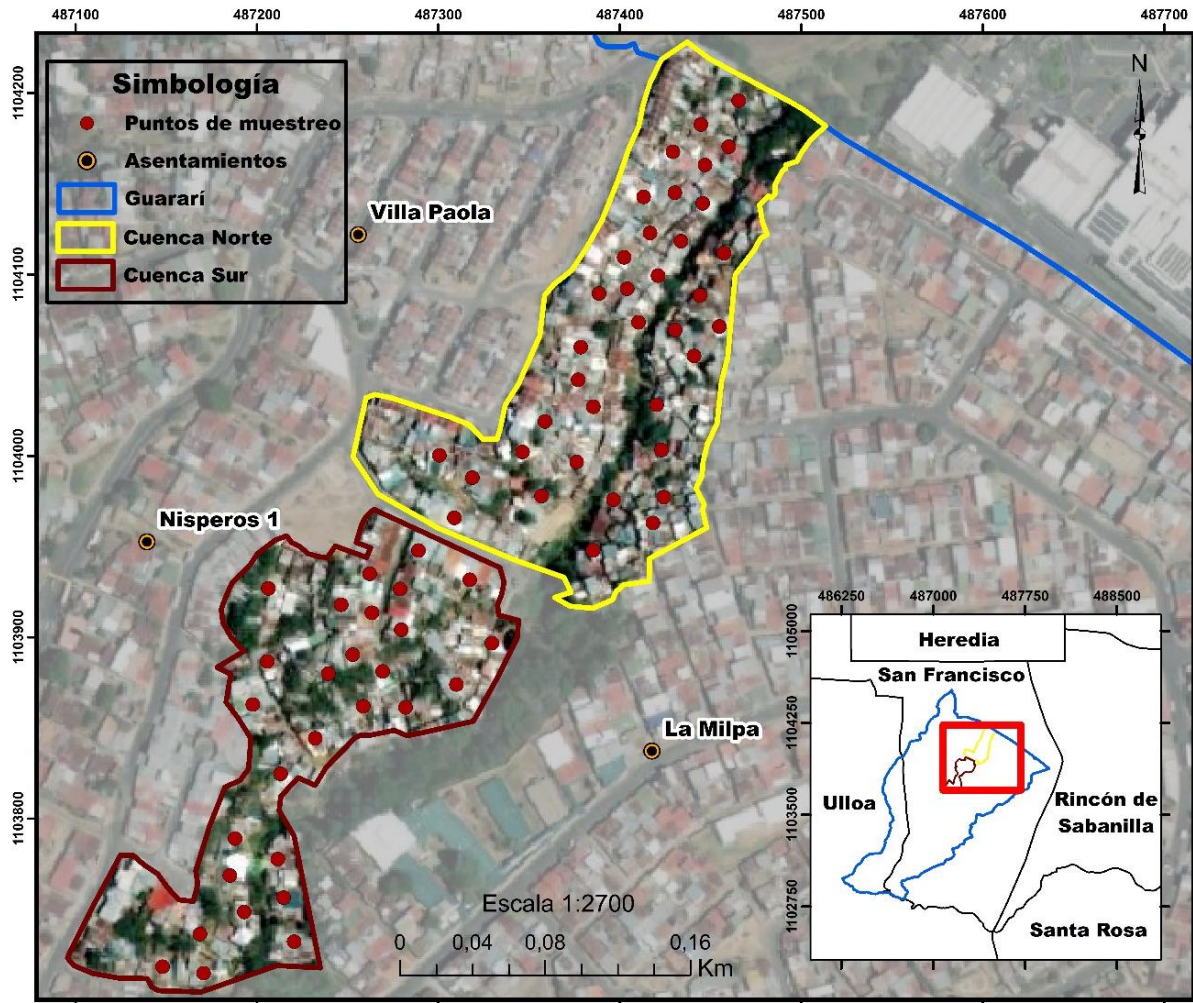 487100
487200
487300
487400
487500
487600
487700
1104200
1104100
1104000
1103900
1103800
Simbología
Puntos de muestreo
Asentamientos
Guararí
Cuenca Norte
Cuenca Sur
N
Villa Paola
Nisperos 1
La Milpa
Escala 1:2700
0
0,04
0,08
0,16
Km
486250
487000
487750
488500
1105000
1104250
1103500
1102750
Heredia
San Francisco
Ulloa
Rincón de
Sabanilla
Santa Rosa